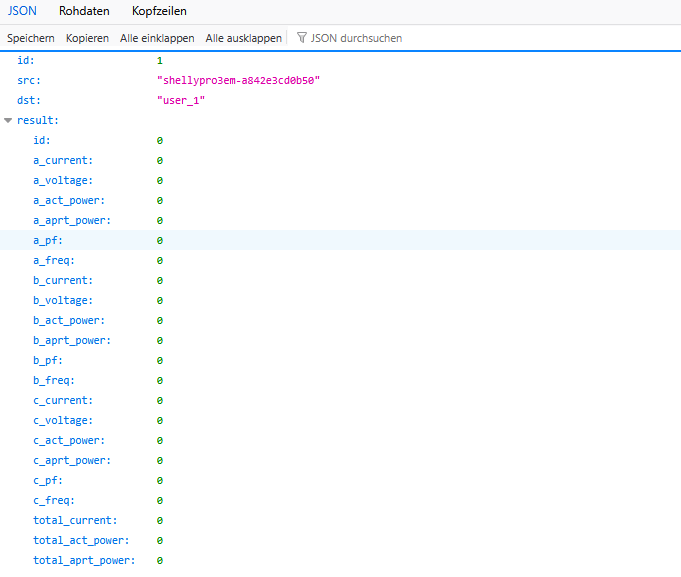 JSON Rohdaten Kopfzeilen
Speichern Kopieren Alle einklappen Alle ausklappen JSON durchsuchen
id: 1
src: "shellypro3em-a842e3cd0b50"
dst: "user_1"
result:
id: 0
a_current: 0
a_voltage: 0
a_act_power: 0
a_aprt_power: 0
a_pf: 0
a_freq: 0
b_current: 0
b_voltage: 0
b_act_power: 0
b_aprt_power: 0
b_pf: 0
b_freq: 0
c_current: 0
c_voltage: 0
c_act_power: 0
c_aprt_power: 0
c_pf: 0
c_freq: 0
total_current: 0
total_act_power: 0
total_aprt_power: 0